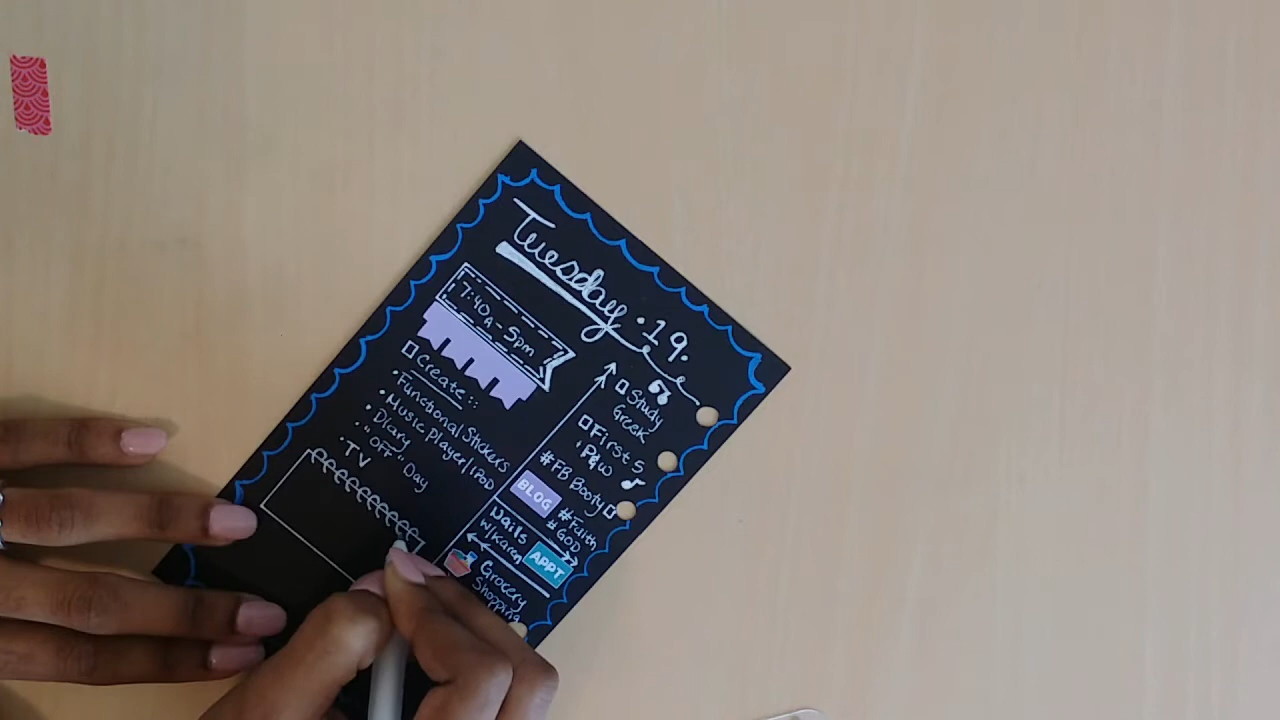 Tuesday • 19.
7:40A - 5pm
Create ::
• Functional Stickers
• Music Player/iPod
• Diary
• "OFF" Day
• TV
Study
Greek
First 5
P&W
#FB Booty
BLOG
#Faith
#GOD
Nails
w/Karen
APPT
Grocery
Shopping